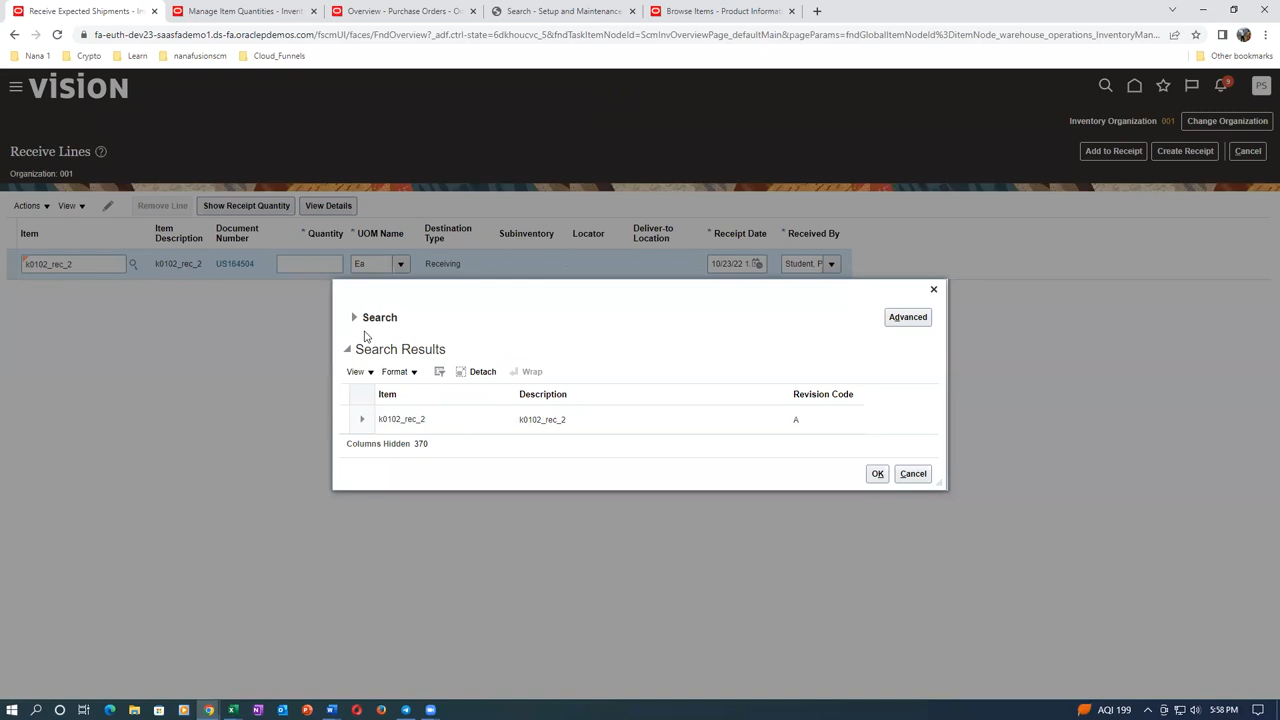 Receive Expected Shipments - In
Manage Item Quantities - Invent
Overview - Purchase Orders - O
Search - Setup and Maintenance
Browse Items - Product Informat
fa-euth-dev23-saasfademo1.ds-fa.oraclepdemos.com/fscmUI/faces/FndOverview?_adf.ctrl-state=6dkhoucvc_5&fndTaskItemNodeId=ScmInvOverviewPage_defaultMain&pageParams=fndGlobalItemNodeId%3DitemNode_warehouse_operations_InventoryMan...
Nana 1 Crypto Learn nanafusionscm Cloud_Funnels Other bookmarks
VISION
9
PS
Inventory Organization 001 Change Organization
Receive Lines
Add to Receipt Create Receipt Cancel
Organization: 001
Actions View Remove Line Show Receipt Quantity View Details
Item
Item Description
Document Number
* Quantity
* UOM Name
Destination Type
Subinventory
Locator
Deliver-to Location
* Receipt Date
* Received By
k0102_rec_2 k0102_rec_2 US164504 Ea Receiving 10/23/22 1: Student, P
Search Advanced
Search Results
View Format Detach Wrap
Item Description Revision Code
k0102_rec_2 k0102_rec_2 A
Columns Hidden 370
OK Cancel
AQI 199 5:58 PM